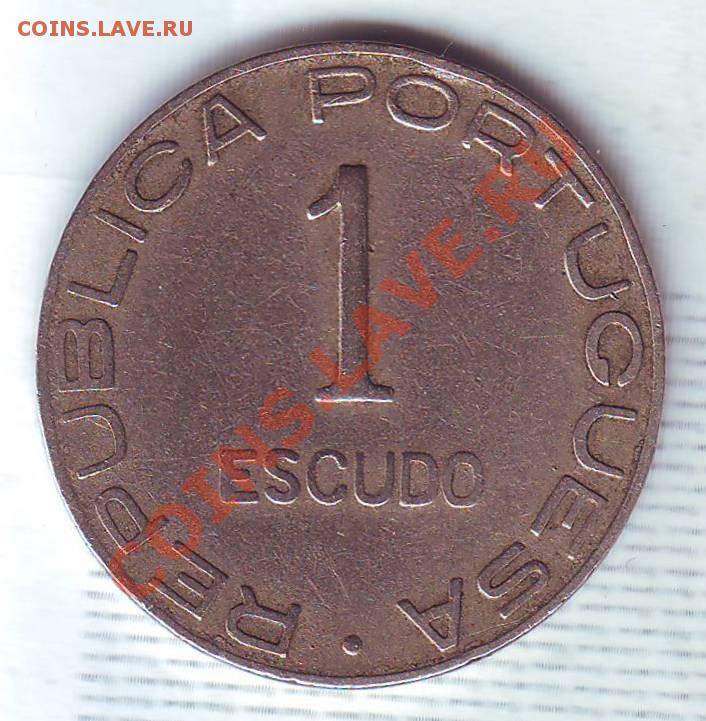 COINS.LAVE.RU
REPUBLICA PORTUGUESA
1
ESCUDO
COINS.LAVE.RU